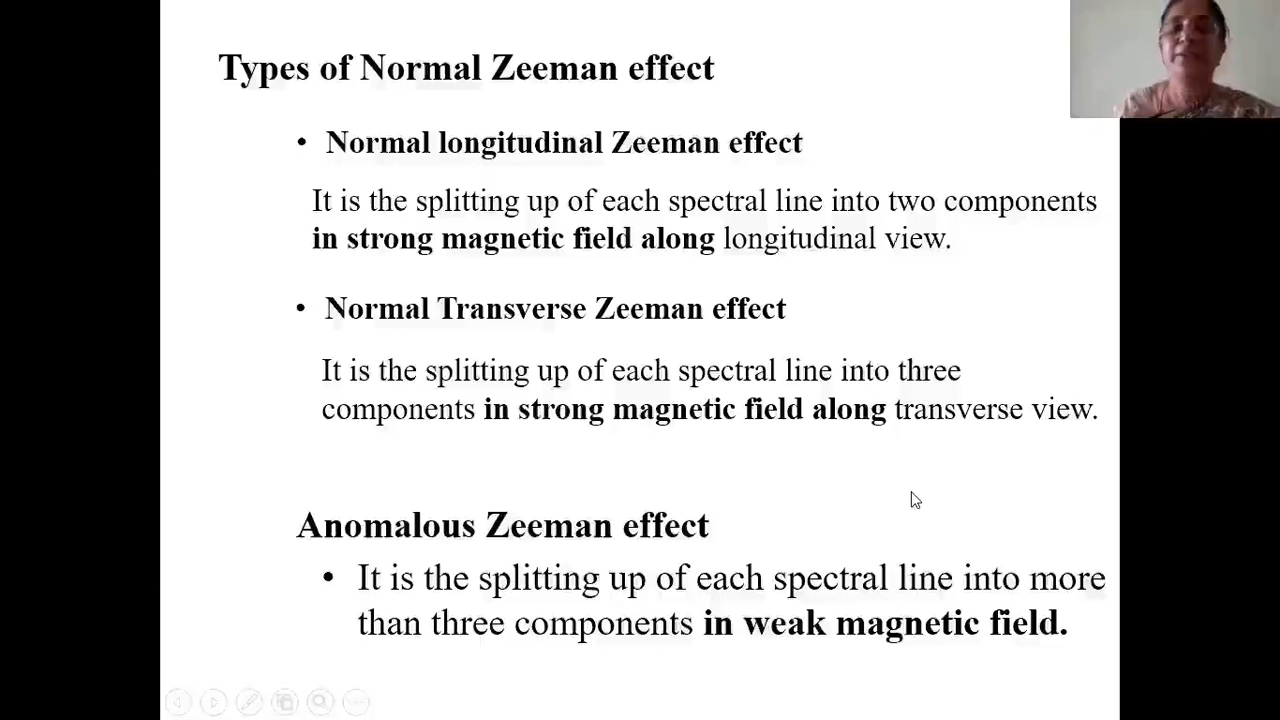 Types of Normal Zeeman effect
• Normal longitudinal Zeeman effect
It is the splitting up of each spectral line into two components
in strong magnetic field along longitudinal view.
• Normal Transverse Zeeman effect
It is the splitting up of each spectral line into three
components in strong magnetic field along transverse view.
Anomalous Zeeman effect
• It is the splitting up of each spectral line into more
than three components in weak magnetic field.